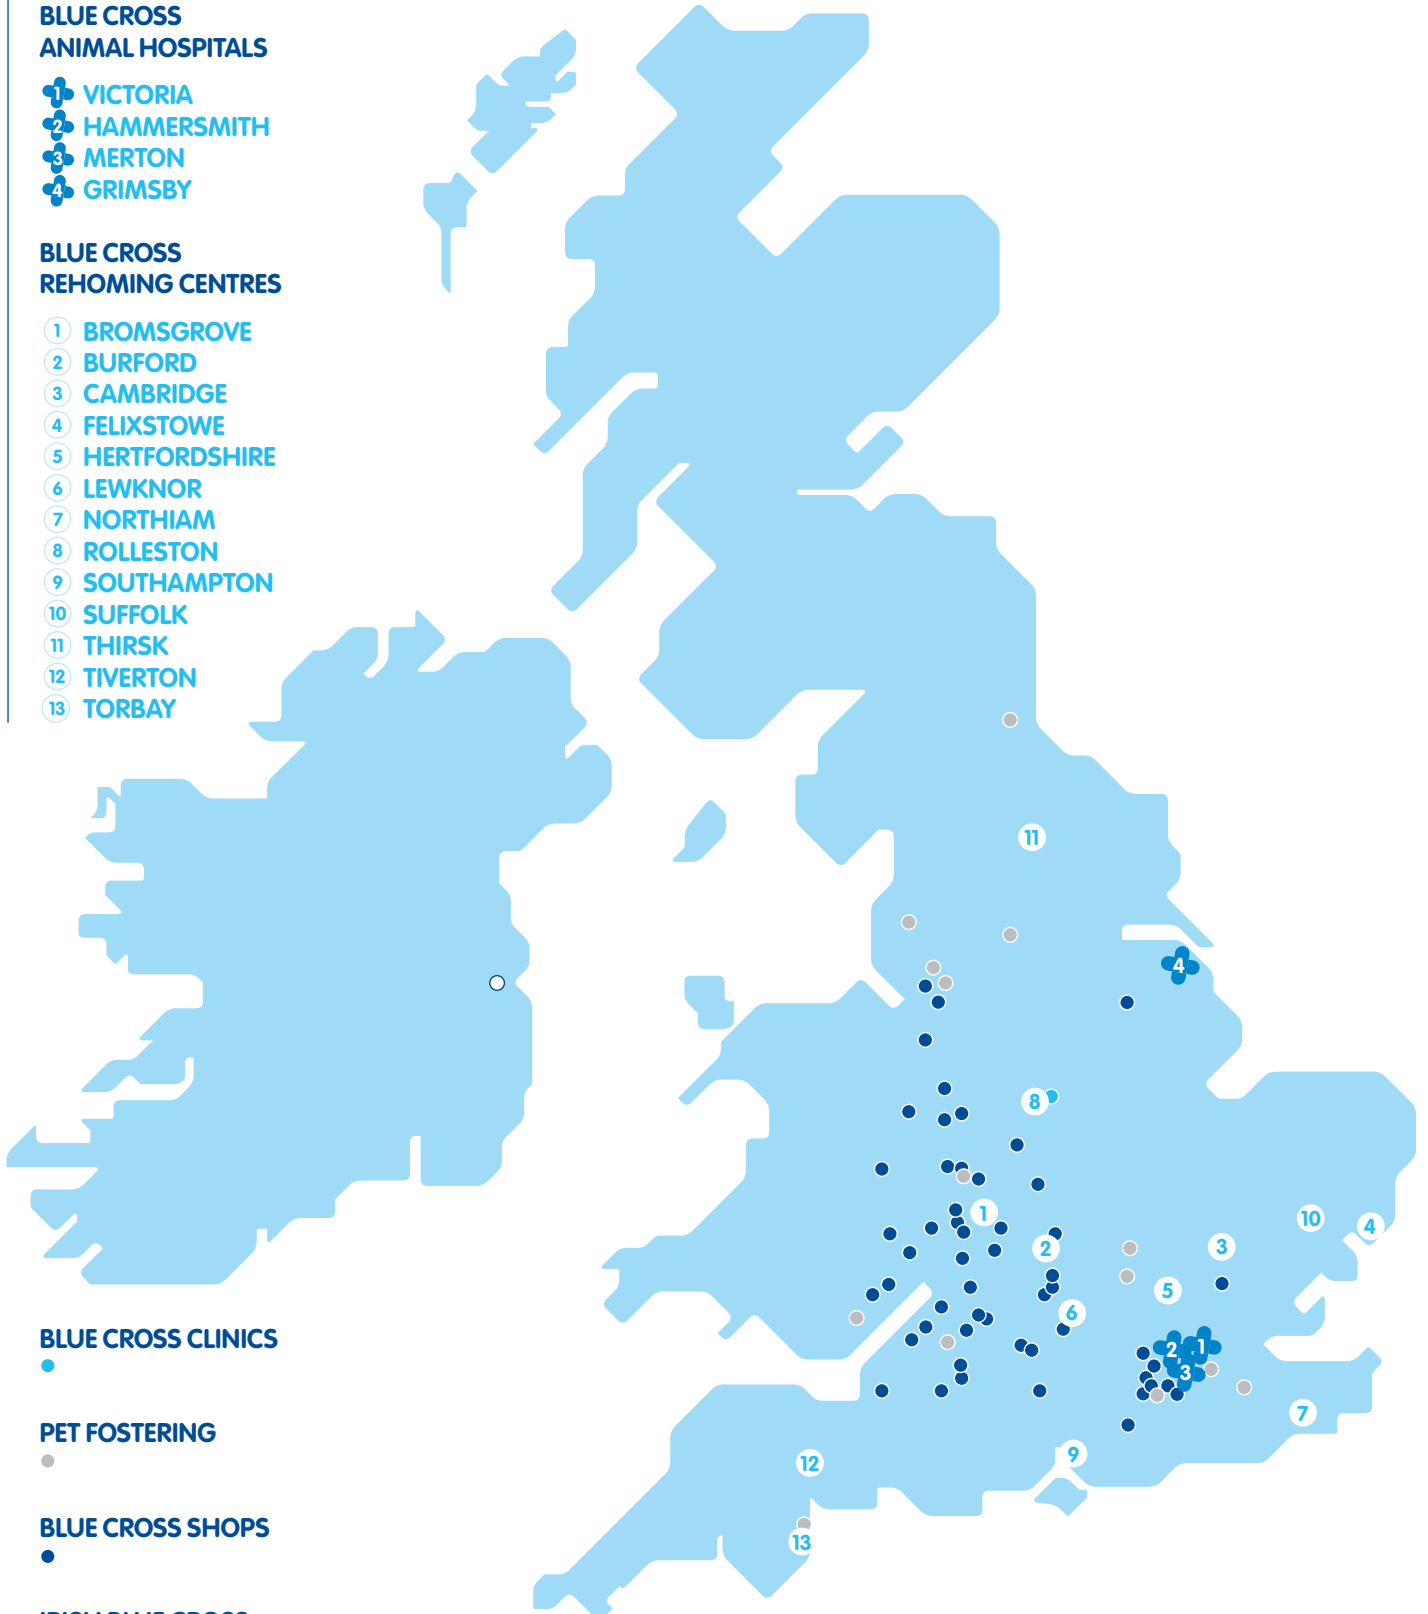 BLUE CROSS
ANIMAL HOSPITALS
1 VICTORIA
2 HAMMERSMITH
3 MERTON
4 GRIMSBY
BLUE CROSS
REHOMING CENTRES
1 BROMSGROVE
2 BURFORD
3 CAMBRIDGE
4 FELIXSTOWE
5 HERTFORDSHIRE
6 LEWKNOR
7 NORTHIAM
8 ROLLESTON
9 SOUTHAMPTON
10 SUFFOLK
11 THIRSK
12 TIVERTON
13 TORBAY
11
4
8
1
10
4
2
3
5
6
2
1
3
7
9
12
13
BLUE CROSS CLINICS
PET FOSTERING
BLUE CROSS SHOPS
IRISH BLUE CROSS